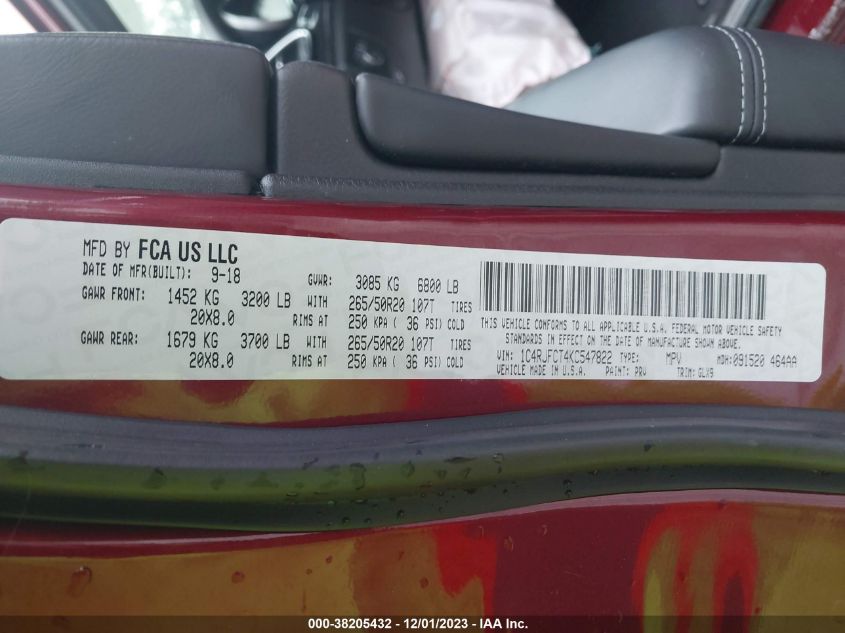 MFD BY FCA US LLC
DATE OF MFR(BUILT): 9-18 GVWR: 3085 KG 6800 LB
GAWR FRONT: 1452 KG 3200 LB WITH 265/50R20 107T TIRES
20X8.0 RIMS AT 250 KPA ( 36 PSI) COLD
GAWR REAR: 1679 KG 3700 LB WITH 265/50R20 107T TIRES
20X8.0 RIMS AT 250 KPA ( 36 PSI) COLD
THIS VEHICLE CONFORMS TO ALL APPLICABLE U.S.A. FEDERAL MOTOR VEHICLE SAFETY
STANDARDS IN EFFECT ON THE DATE OF MANUFACTURE SHOWN ABOVE.
VIN: 1C4RJFCT4KC547822 TYPE: MPV MDH: 091520 464AA
VEHICLE MADE IN U.S.A. PAINT: PRV TRIM: GLX9
000-38205432 - 12/01/2023 - IAA Inc.